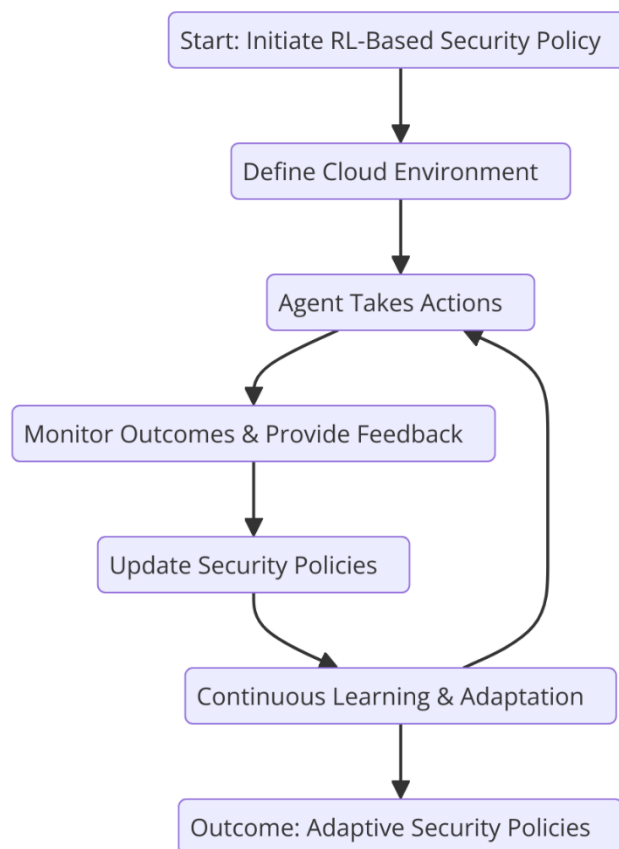 Start: Initiate RL-Based Security Policy
Define Cloud Environment
Agent Takes Actions
Monitor Outcomes & Provide Feedback
Update Security Policies
Continuous Learning & Adaptation
Outcome: Adaptive Security Policies